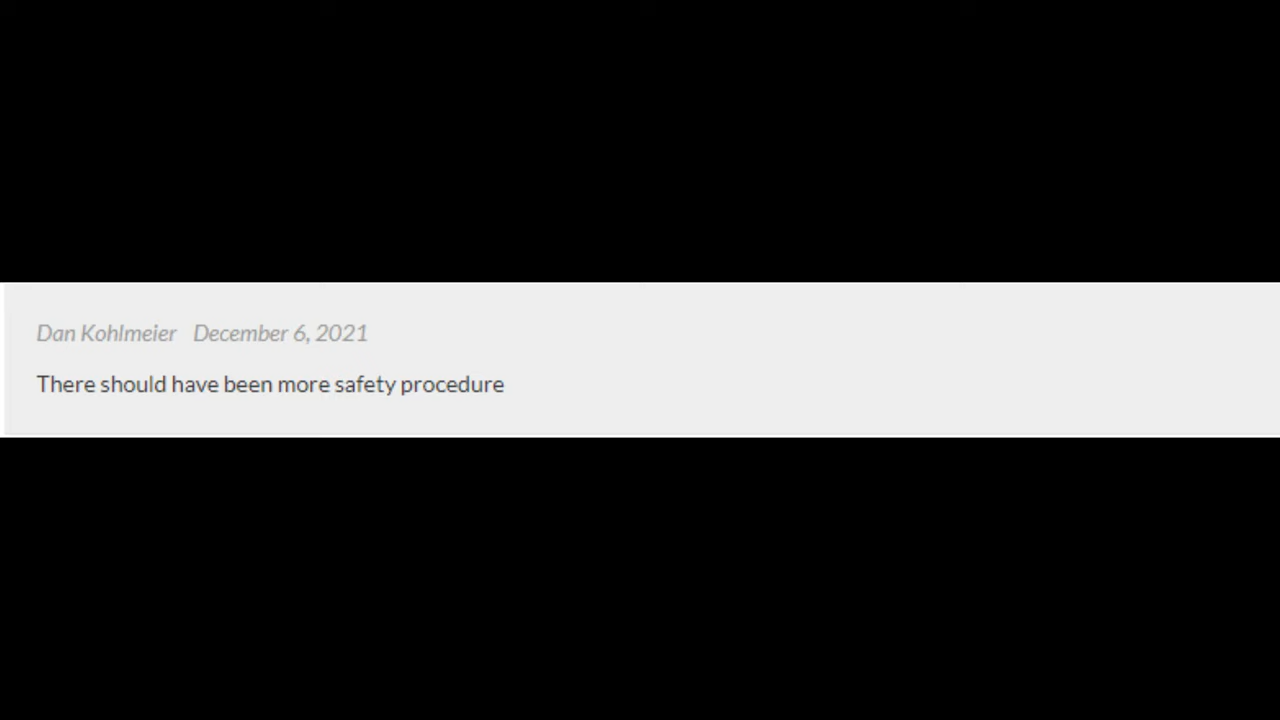 Dan Kohlmeier December 6, 2021
There should have been more safety procedure